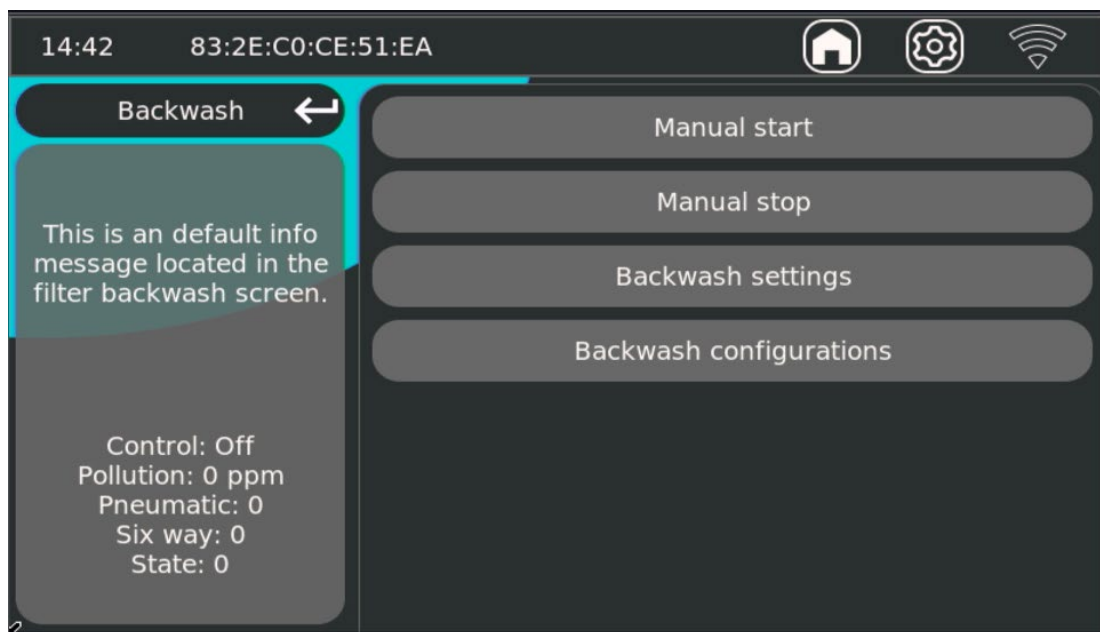 14:42 83:2E:C0:CE:51:EA
Backwash
This is an default info
message located in the
filter backwash screen.
Control: Off
Pollution: 0 ppm
Pneumatic: 0
Six way: 0
State: 0
Manual start
Manual stop
Backwash settings
Backwash configurations